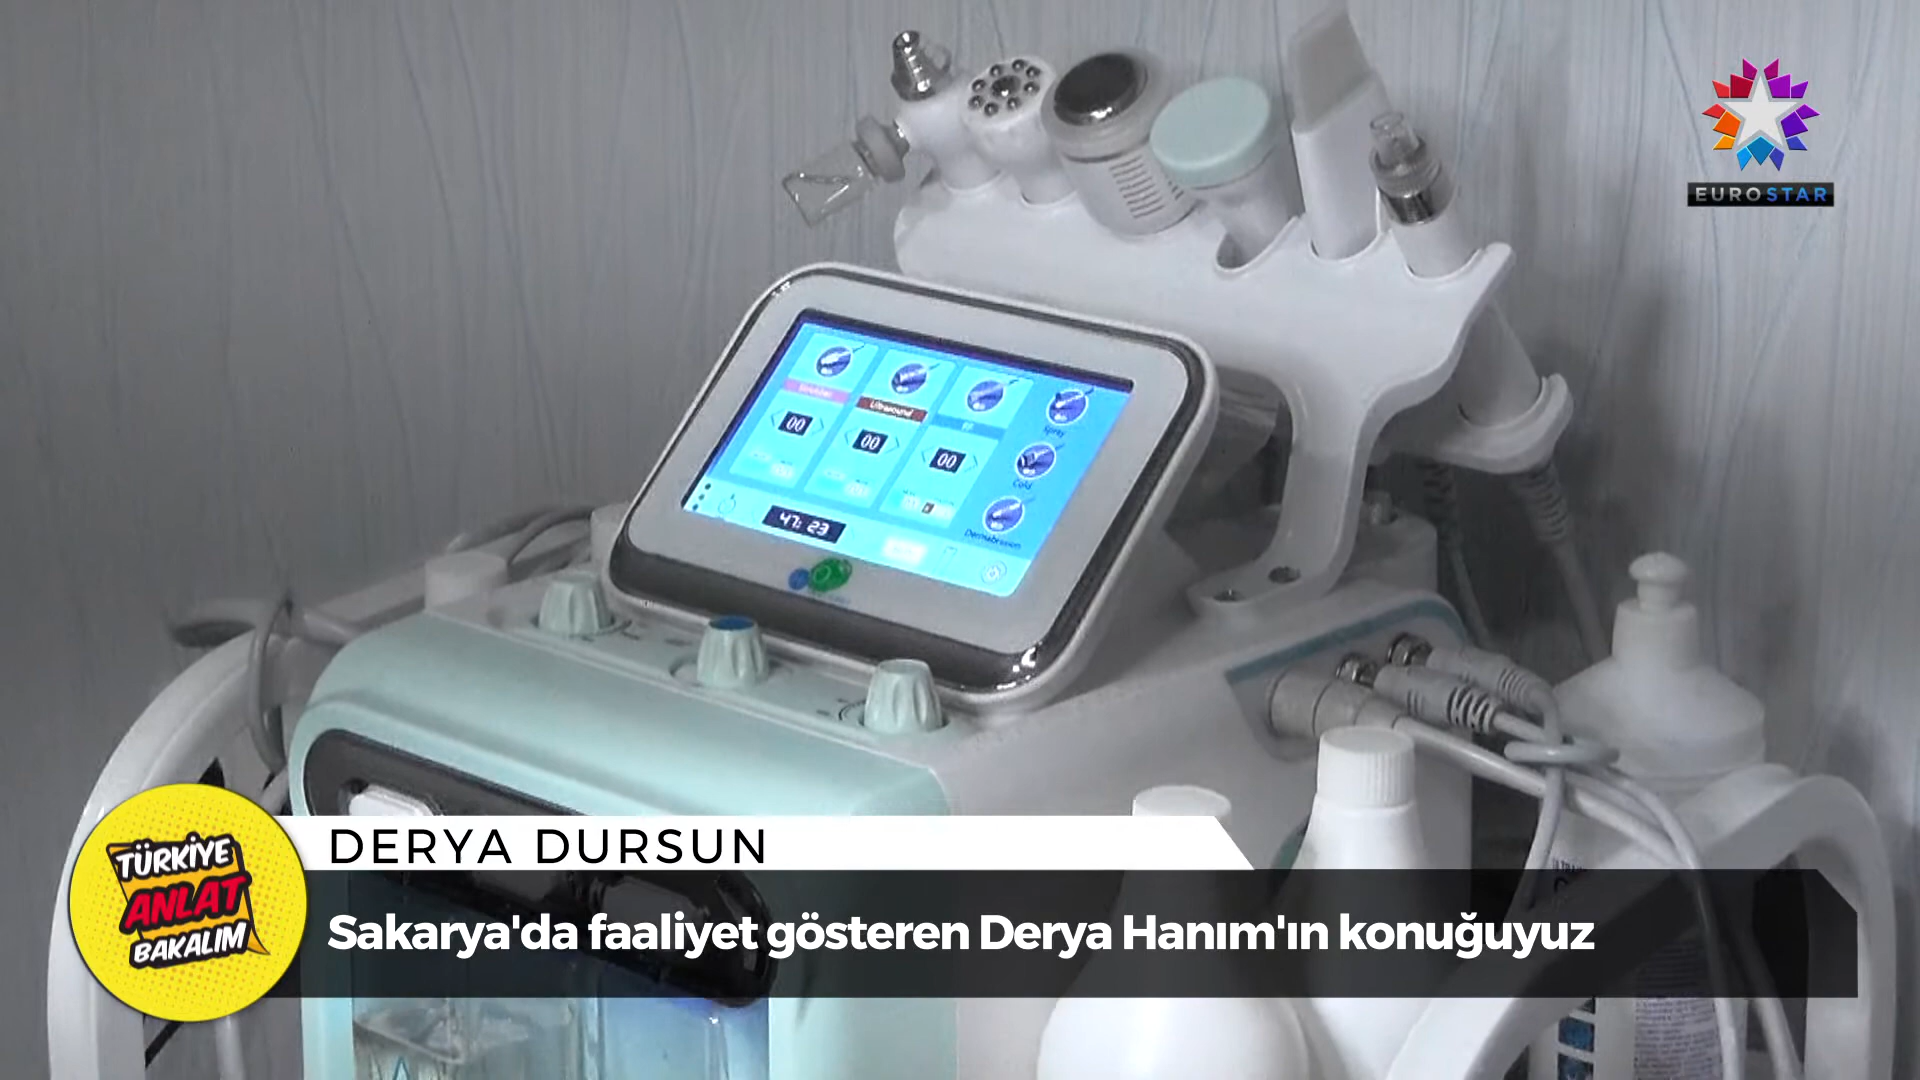 EUROSTAR
Ultrasound
RF
00
00
00
Spray
Cold
Dermabrasion
47:23
DERYA DURSUN
TÜRKİYE
ANLAT
BAKALIM
Sakarya'da faaliyet gösteren Derya Hanım'ın konuğuyuz